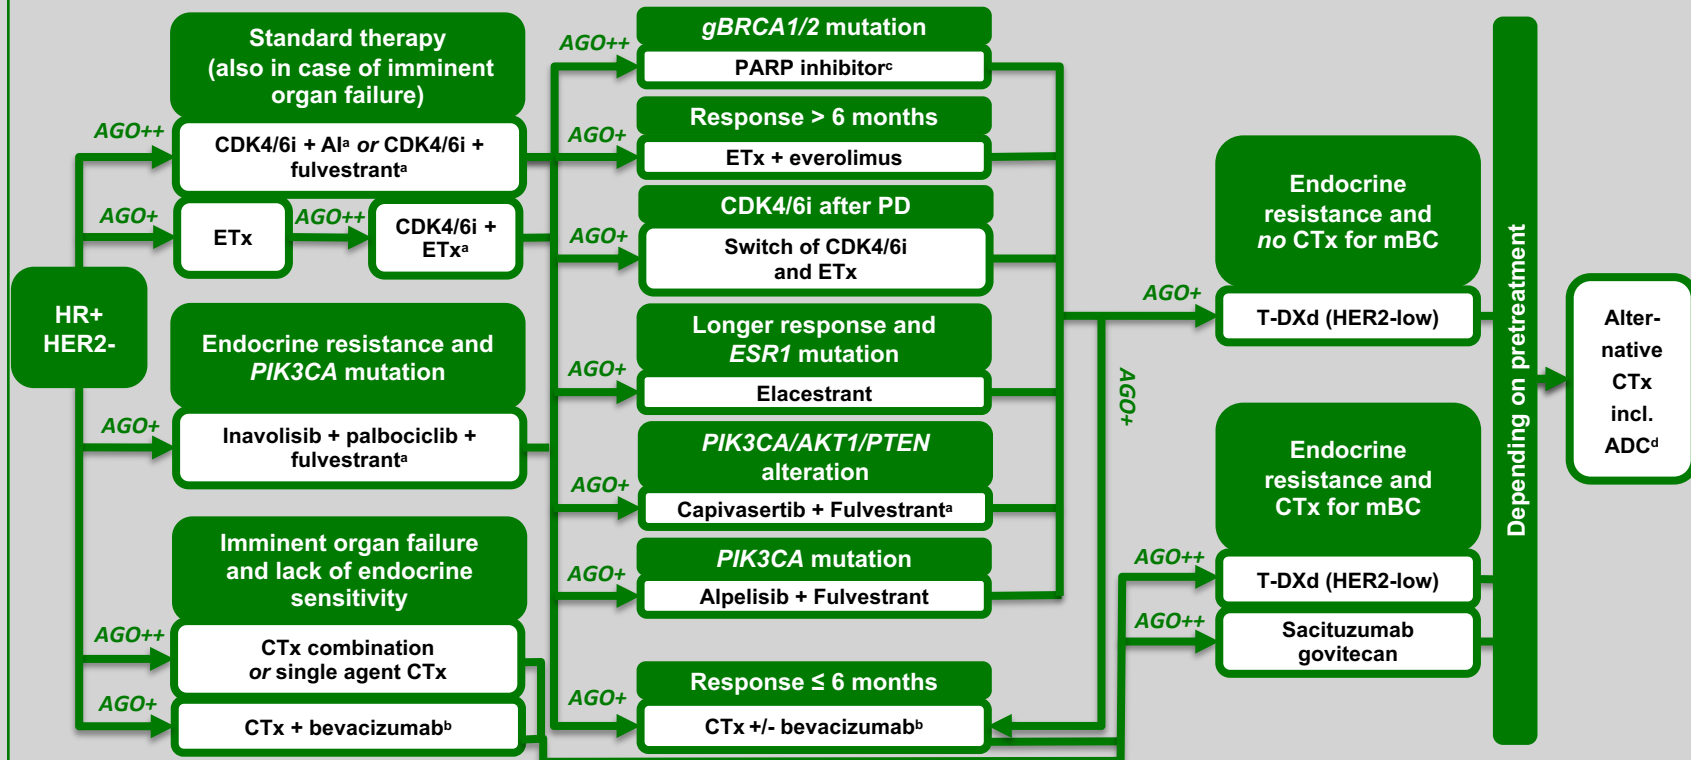 HR+
HER2-
Standard therapy
(also in case of imminent
organ failure)
AGO++
CDK4/6i + AIᵃ or CDK4/6i +
fulvestrantᵃ
AGO+
ETx
AGO++
CDK4/6i +
ETxᵃ
Endocrine resistance and
PIK3CA mutation
AGO+
Inavolisib + palbociclib +
fulvestrantᵃ
Imminent organ failure
and lack of endocrine
sensitivity
AGO++
CTx combination
or single agent CTx
AGO+
CTx + bevacizumabᵇ
gBRCA1/2 mutation
AGO++
PARP inhibitorᶜ
Response > 6 months
AGO+
ETx + everolimus
CDK4/6i after PD
AGO+
Switch of CDK4/6i
and ETx
Longer response and
ESR1 mutation
AGO+
Elacestrant
PIK3CA/AKT1/PTEN
alteration
AGO+
Capivasertib + Fulvestrantᵃ
PIK3CA mutation
AGO+
Alpelisib + Fulvestrant
Response ≤ 6 months
AGO+
CTx +/- bevacizumabᵇ
AGO+
Endocrine
resistance and
no CTx for mBC
AGO+
T-DXd (HER2-low)
Endocrine
resistance and
CTx for mBC
AGO++
T-DXd (HER2-low)
AGO++
Sacituzumab
govitecan
Depending on pretreatment
Alter-
native
CTx
incl.
ADCᵈ